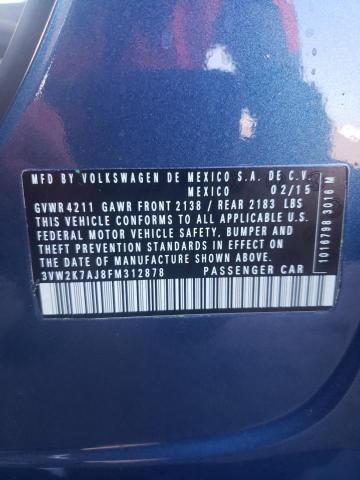 MFD BY VOLKSWAGEN DE MEXICO S.A. DE C.V.
MEXICO 02/15
GVWR 4211 GAWR FRONT 2138 / REAR 2183 LBS
THIS VEHICLE CONFORMS TO ALL APPLICABLE U.S.
FEDERAL MOTOR VEHICLE SAFETY, BUMPER AND
THEFT PREVENTION STANDARDS IN EFFECT ON
THE DATE OF MANUFACTURE SHOWN ABOVE.
3VW2K7AJ8FM312878 PASSENGER CAR
1016798 3016 M